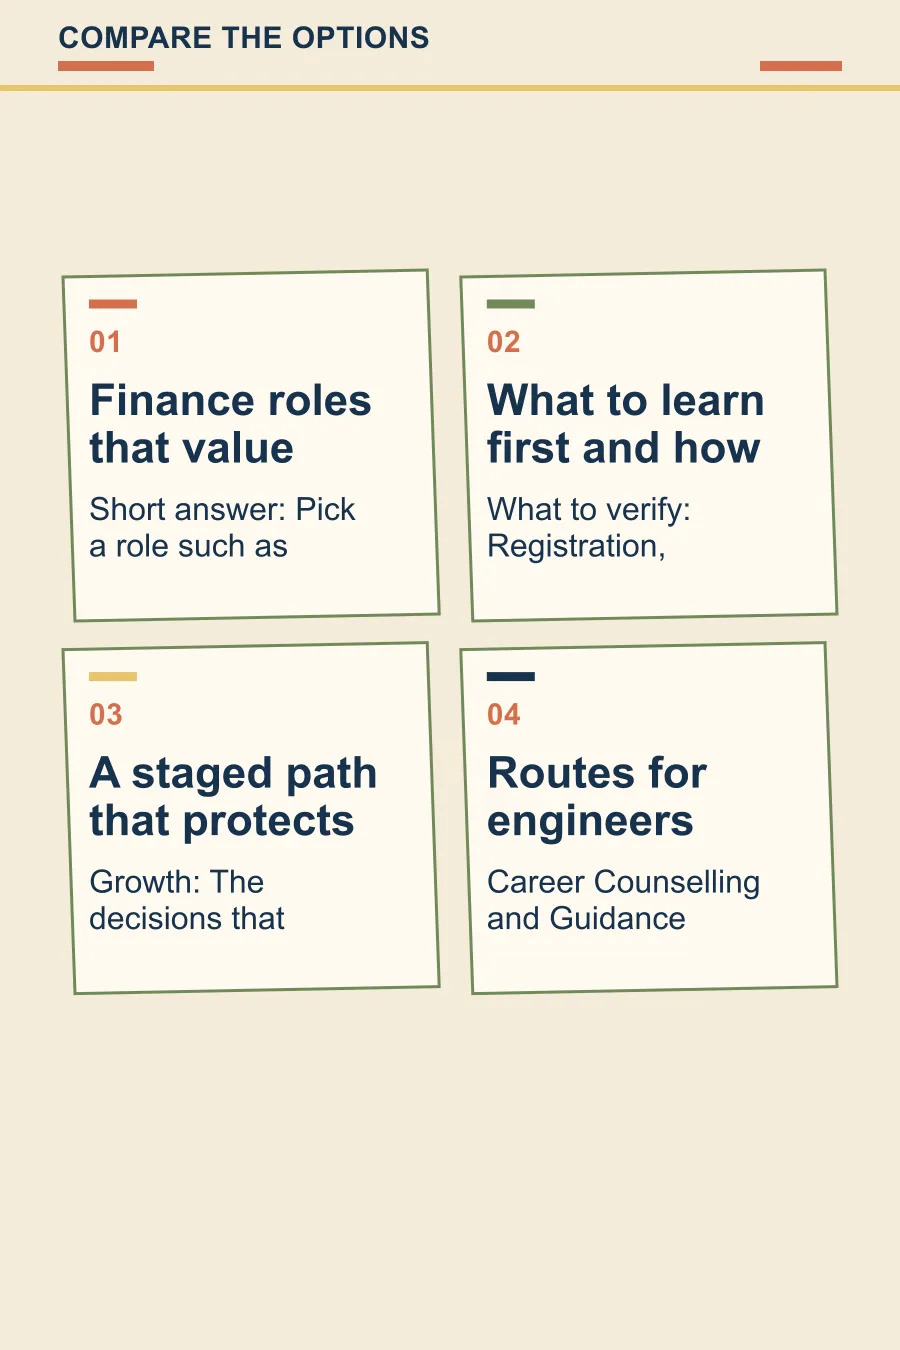 COMPARE THE OPTIONS
01
Finance roles
that value
Short answer: Pick
a role such as
02
What to learn
first and how
What to verify:
Registration,
03
A staged path
that protects
Growth: The
decisions that
04
Routes for
engineers
Career Counselling
and Guidance